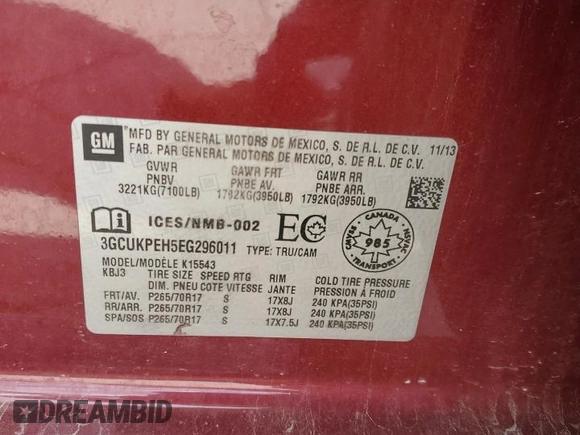 GM
MFD BY GENERAL MOTORS DE MEXICO, S. DE R.L. DE C.V. 11/13
FAB. PAR GENERAL MOTORS DE MEXICO, S. DE R.L. DE C.V.
GVWR GAWR FRT GAWR RR
PNBV PNBE AV. PNBE ARR.
3221KG(7100LB) 1792KG(3950LB) 1792KG(3950LB)
ICES/NMB-002 EC
CANADA
CMVSS NSVAC
985
TRANSPORT
3GCUKPEH5EG296011 TYPE: TRU/CAM
MODEL/MODÈLE K15543
KBJ3 TIRE SIZE SPEED RTG RIM COLD TIRE PRESSURE
DIM. PNEU COTE VITESSE JANTE PRESSION À FROID
FRT/AV. P265/70R17 S 17X8J 240 KPA(35PSI)
RR/ARR. P265/70R17 S 17X8J 240 KPA(35PSI)
SPA/SOS P265/70R17 S 17X7.5J 240 KPA(35PSI)
DREAMBID